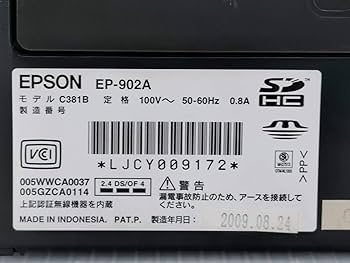 EPSON EP-902A
モデル C381B 定格 100V～ 50-60Hz 0.8A
製造番号
SD
HC
VCI
*LJCY009172*
>PP<
005WWCA0037
005GZCA0114
2.4 DS/OF 4
上記認証無線機器を内蔵
警告
漏電事故防止のため、アースを接続して
ください。
MADE IN INDONESIA. PAT.P. 製造年月日: 2009.08.24